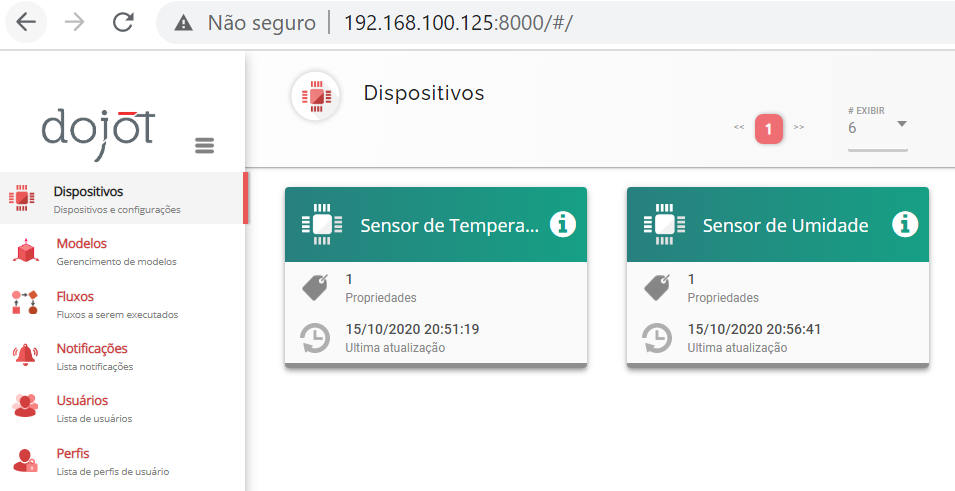 Não seguro | 192.168.100.125:8000/#/
dojot
Dispositivos
Dispositivos e configurações
Modelos
Gerencimento de modelos
Fluxos
Fluxos a serem executados
Notificações
Lista notificações
Usuários
Lista de usuários
Perfis
Lista de perfis de usuário
Dispositivos
<< 1 >>
# EXIBIR
6
Sensor de Tempera...
1
Propriedades
15/10/2020 20:51:19
Ultima atualização
Sensor de Umidade
1
Propriedades
15/10/2020 20:56:41
Ultima atualização